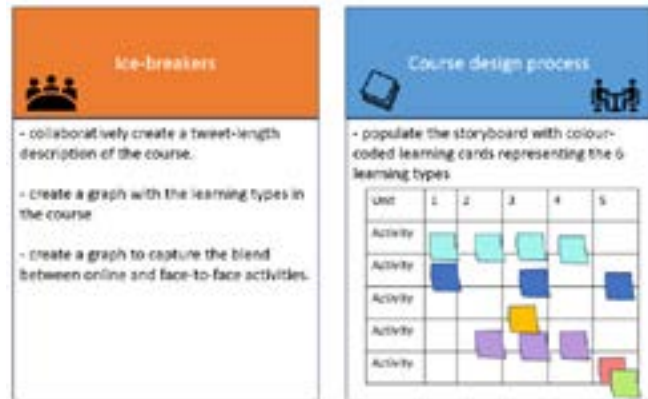 Ice-breakers
- collaboratively create a tweet-length
description of the course.
- create a graph with the learning types in
the course
- create a graph to capture the blend
between online and face-to-face activities.
Course design process
- populate the storyboard with colour-
coded learning cards representing the 6
learning types
Unit 1 2 3 4 5
Activity
Activity
Activity
Activity
Activity